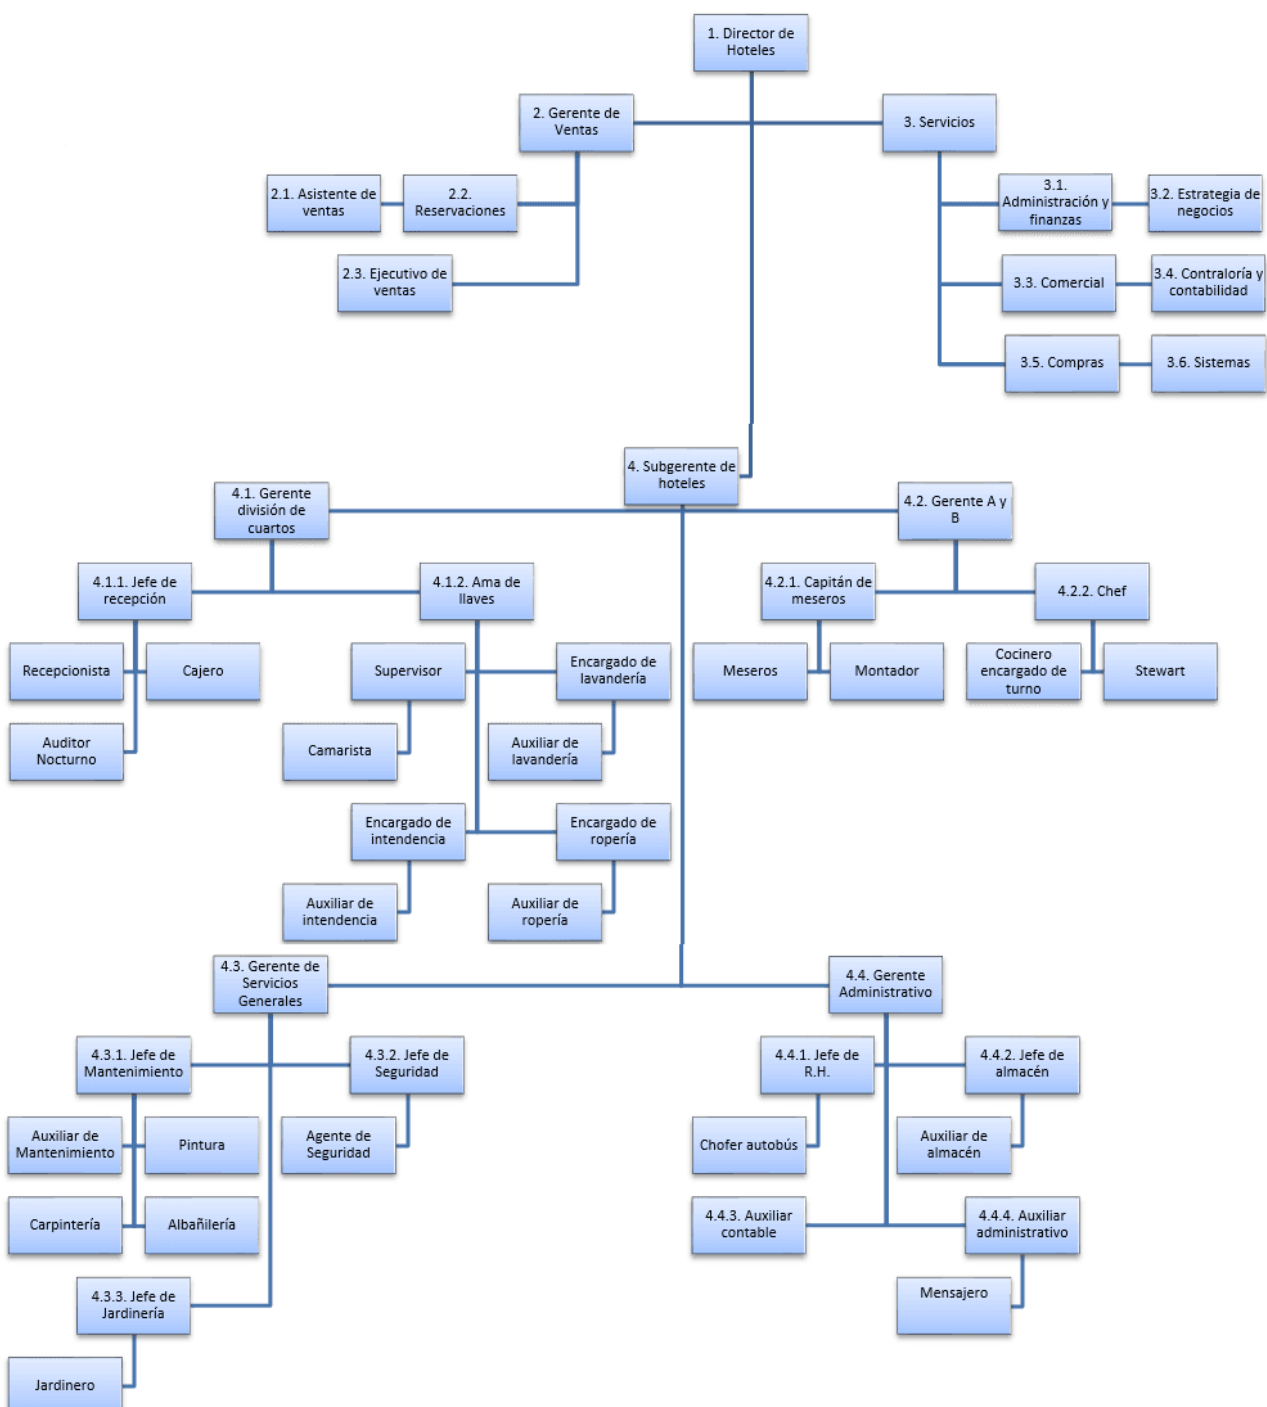 1. Director de
Hoteles
2. Gerente de
Ventas
3. Servicios
2.1. Asistente de
ventas
2.2.
Reservaciones
3.1.
Administración y
finanzas
3.2. Estrategia de
negocios
2.3. Ejecutivo de
ventas
3.3. Comercial
3.4. Contraloría y
contabilidad
3.5. Compras
3.6. Sistemas
4. Subgerente de
hoteles
4.1. Gerente
división de
cuartos
4.2. Gerente A y
B
4.1.1. Jefe de
recepción
4.1.2. Ama de
llaves
4.2.1. Capitán de
meseros
4.2.2. Chef
Recepcionista
Cajero
Supervisor
Encargado de
lavandería
Meseros
Montador
Cocinero
encargado de
turno
Stewart
Auditor
Nocturno
Camarista
Auxiliar de
lavandería
Encargado de
intendencia
Encargado de
ropería
Auxiliar de
intendencia
Auxiliar de
ropería
4.3. Gerente de
Servicios
Generales
4.4. Gerente
Administrativo
4.3.1. Jefe de
Mantenimiento
4.3.2. Jefe de
Seguridad
4.4.1. Jefe de
R.H.
4.4.2. Jefe de
almacén
Auxiliar de
Mantenimiento
Pintura
Agente de
Seguridad
Chofer autobús
Auxiliar de
almacén
Carpintería
Albañilería
4.4.3. Auxiliar
contable
4.4.4. Auxiliar
administrativo
4.3.3. Jefe de
Jardinería
Mensajero
Jardinero